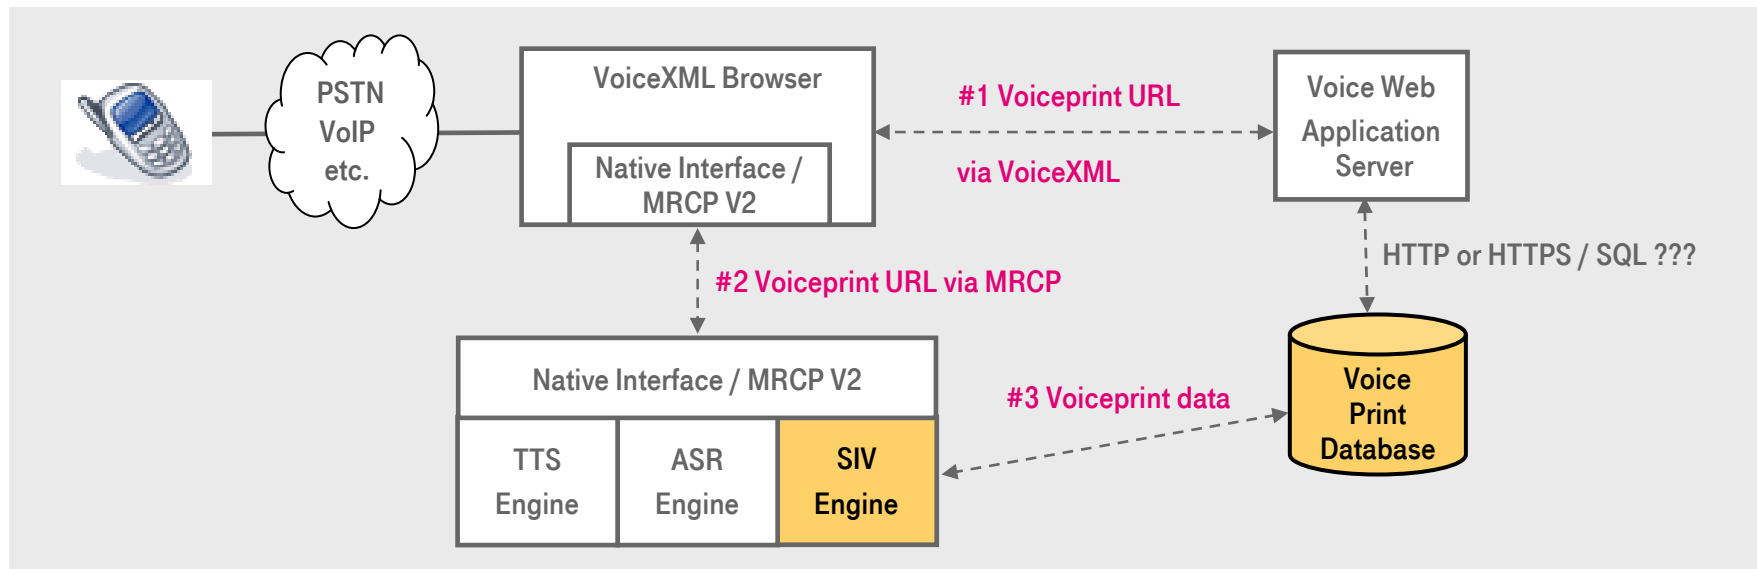 PSTN
VoIP
etc.
VoiceXML Browser
Native Interface /
MRCP V2
#1 Voiceprint URL
via VoiceXML
Voice Web
Application
Server
#2 Voiceprint URL via MRCP
HTTP or HTTPS / SQL ???
Native Interface / MRCP V2
TTS
Engine
ASR
Engine
SIV
Engine
#3 Voiceprint data
Voice
Print
Database